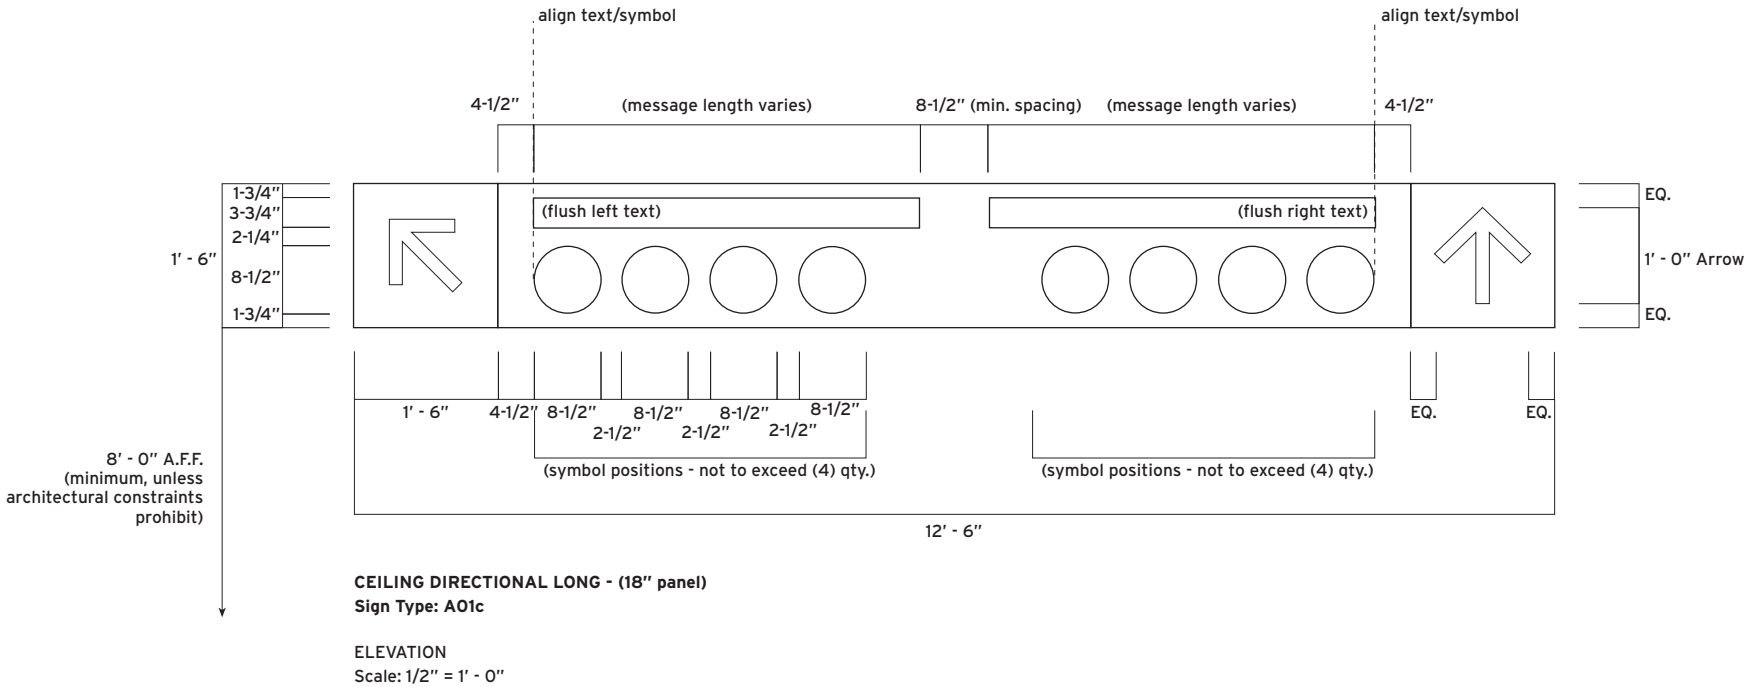 align text/symbol
align text/symbol
4-1/2”
(message length varies)
8-1/2” (min. spacing)
(message length varies)
4-1/2”
1-3/4”
3-3/4”
2-1/4”
8-1/2”
1-3/4”
1’ - 6”
(flush left text)
(flush right text)
EQ.
1’ - 0” Arrow
EQ.
1’ - 6”
4-1/2”
8-1/2”
8-1/2”
8-1/2”
8-1/2”
2-1/2”
2-1/2”
2-1/2”
EQ.
EQ.
(symbol positions - not to exceed (4) qty.)
(symbol positions - not to exceed (4) qty.)
8’ - 0” A.F.F.
(minimum, unless
architectural constraints
prohibit)
12’ - 6”
CEILING DIRECTIONAL LONG - (18” panel)
Sign Type: A01c
ELEVATION
Scale: 1/2” = 1’ - 0”